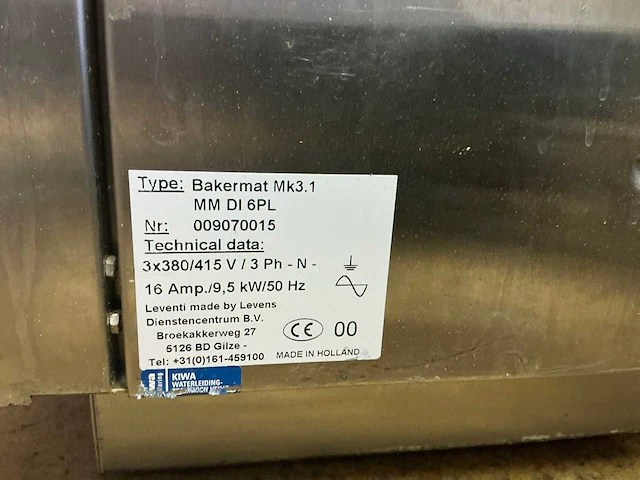 Type: Bakermat Mk3.1
MM DI 6PL
Nr: 009070015
Technical data:
3x380/415 V / 3 Ph - N -
16 Amp./9,5 kW/50 Hz
Leventi made by Levens
Dienstencentrum B.V.
Broekakkerweg 27
5126 BD Gilze -
Tel: +31(0)161-459100
CE 00
MADE IN HOLLAND
KIWA
WATERLEIDING-